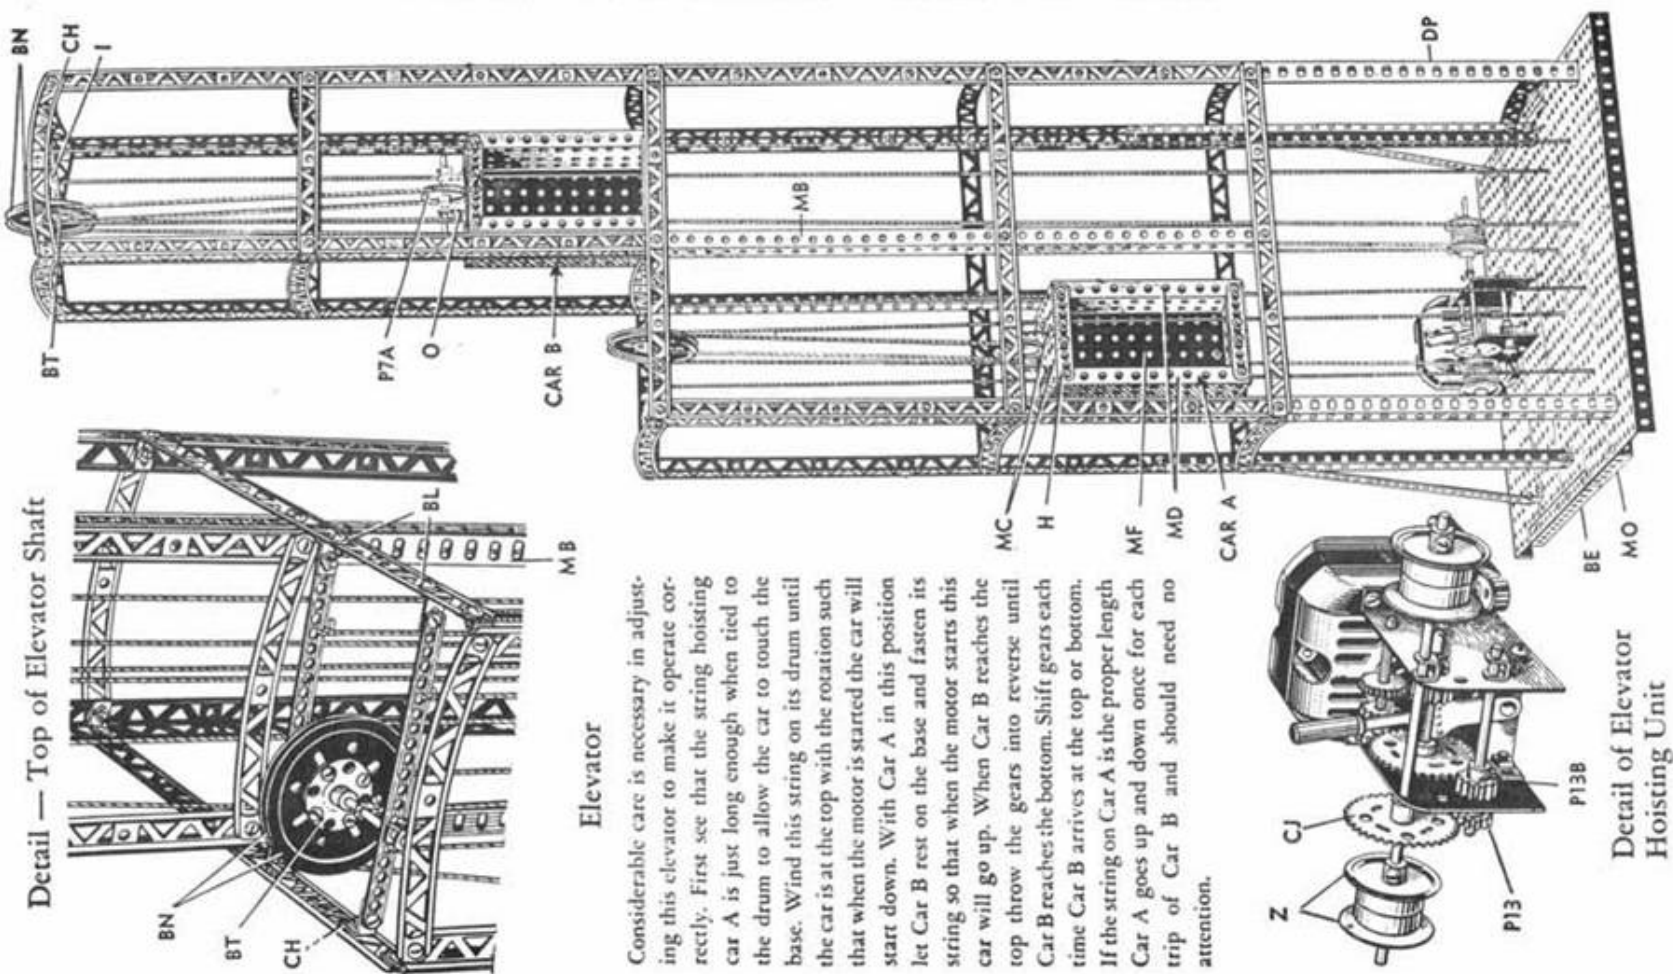 Detail — Top of Elevator Shaft
BN
BT
CH
BL
MB
Elevator
Considerable care is necessary in adjust-
ing this elevator to make it operate cor-
rectly. First see that the string hoisting
car A is just long enough when tied to
the drum to allow the car to touch the
base. Wind this string on its drum until
the car is at the top with the rotation such
that when the motor is started the car will
start down. With Car A in this position
let Car B rest on the base and fasten its
string so that when the motor starts this
car will go up. When Car B reaches the
top throw the gears into reverse until
Car B reaches the bottom. Shift gears each
time Car B arrives at the top or bottom.
If the string on Car A is the proper length
Car A goes up and down once for each
trip of Car B and should need no
attention.
Z
CJ
P13
P13B
Detail of Elevator
Hoisting Unit
BN
CH
I
BT
P7A
O
CAR B
MB
DP
MC
H
MF
MD
CAR A
BE
MO